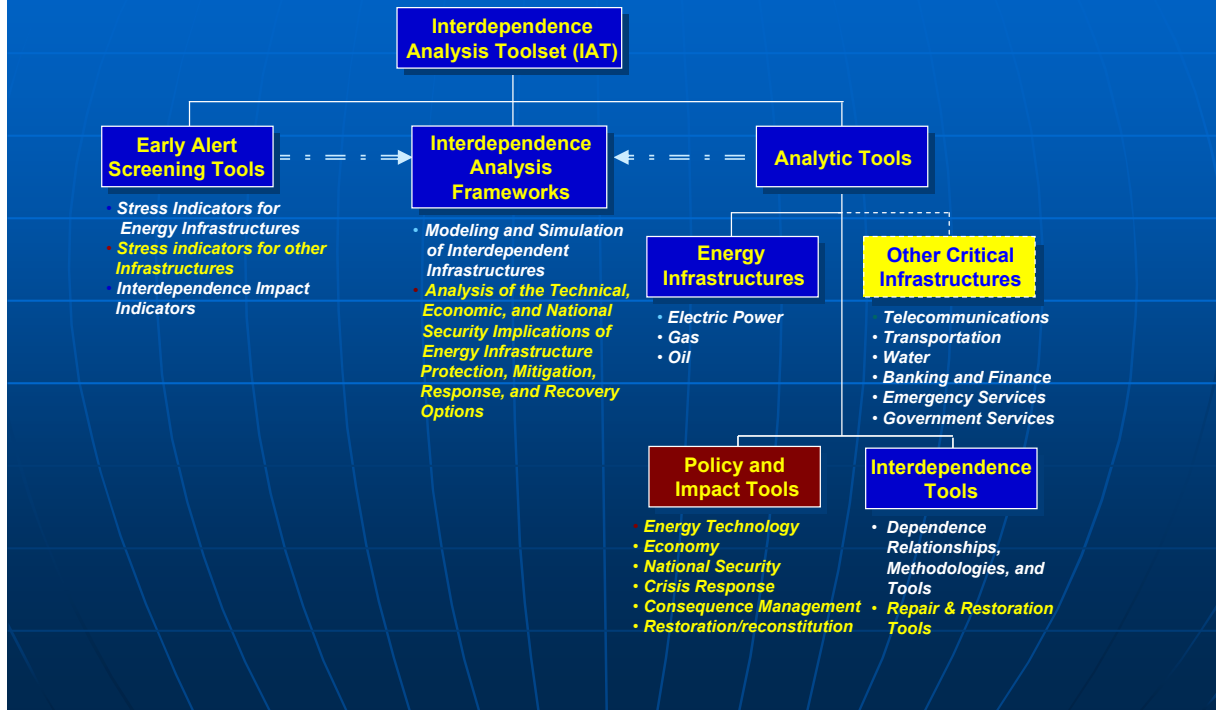 Interdependence
Analysis Toolset (IAT)
Early Alert
Screening Tools
• Stress Indicators for
Energy Infrastructures
• Stress indicators for other
Infrastructures
• Interdependence Impact
Indicators
Interdependence
Analysis
Frameworks
• Modeling and Simulation
of Interdependent
Infrastructures
• Analysis of the Technical,
Economic, and National
Security Implications of
Energy Infrastructure
Protection, Mitigation,
Response, and Recovery
Options
Analytic Tools
Energy
Infrastructures
• Electric Power
• Gas
• Oil
Other Critical
Infrastructures
• Telecommunications
• Transportation
• Water
• Banking and Finance
• Emergency Services
• Government Services
Policy and
Impact Tools
• Energy Technology
• Economy
• National Security
• Crisis Response
• Consequence Management
• Restoration/reconstitution
Interdependence
Tools
• Dependence
Relationships,
Methodologies, and
Tools
• Repair & Restoration
Tools